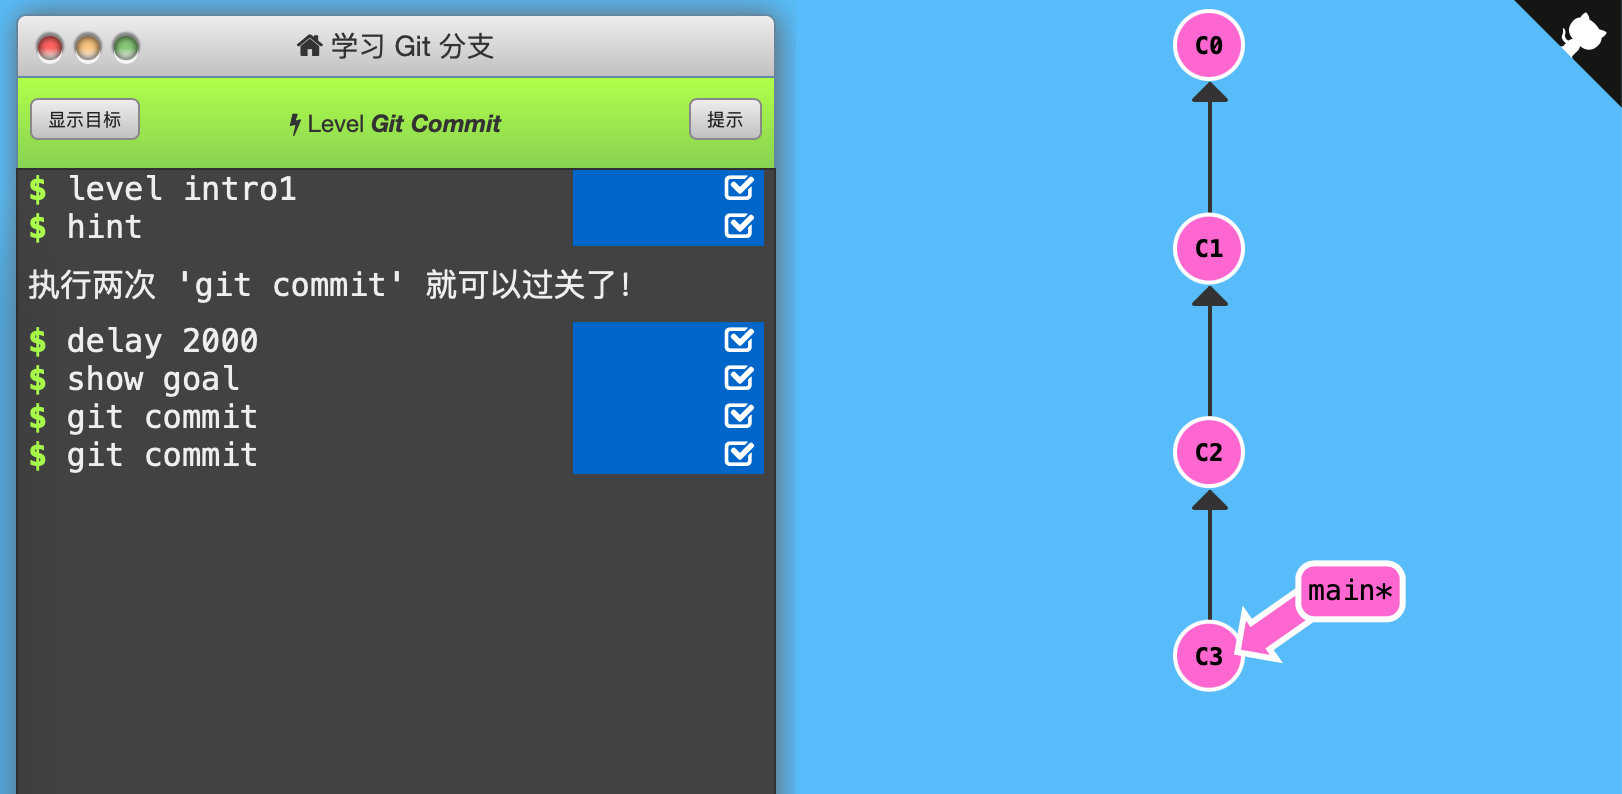 学习 Git 分支
显示目标
Level Git Commit
提示
$ level intro1
$ hint
执行两次 'git commit' 就可以过关了！
$ delay 2000
$ show goal
$ git commit
$ git commit
C0
C1
C2
main*
C3